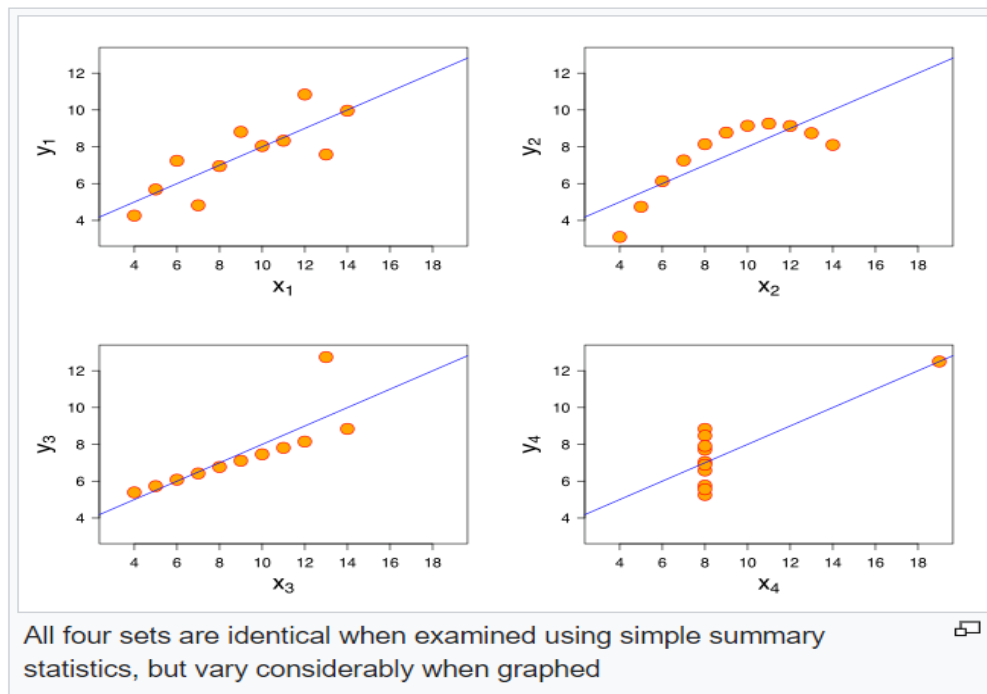 12
10
8
6
4
y1
4 6 8 10 12 14 16 18
x1
12
10
8
6
4
y2
4 6 8 10 12 14 16 18
x2
12
10
8
6
4
y3
4 6 8 10 12 14 16 18
x3
12
10
8
6
4
y4
4 6 8 10 12 14 16 18
x4
All four sets are identical when examined using simple summary
statistics, but vary considerably when graphed